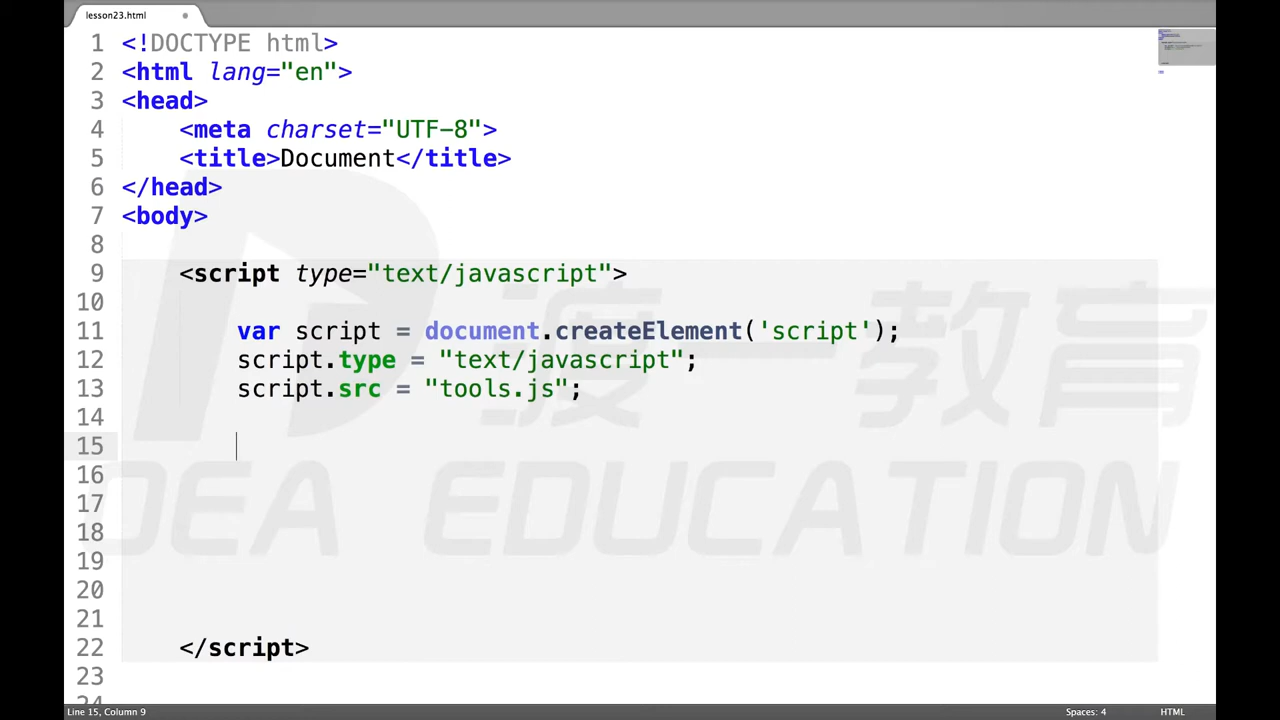 lesson23.html
1 <!DOCTYPE html>
2 <html lang="en">
3 <head>
4     <meta charset="UTF-8">
5     <title>Document</title>
6 </head>
7 <body>
8
9     <script type="text/javascript">
10
11         var script = document.createElement('script');
12         script.type = "text/javascript";
13         script.src = "tools.js";
14
15
16
17
18
19
20
21
22     </script>
23
24
渡一教育
IDEA EDUCATION
Line 15, Column 9
Spaces: 4
HTML